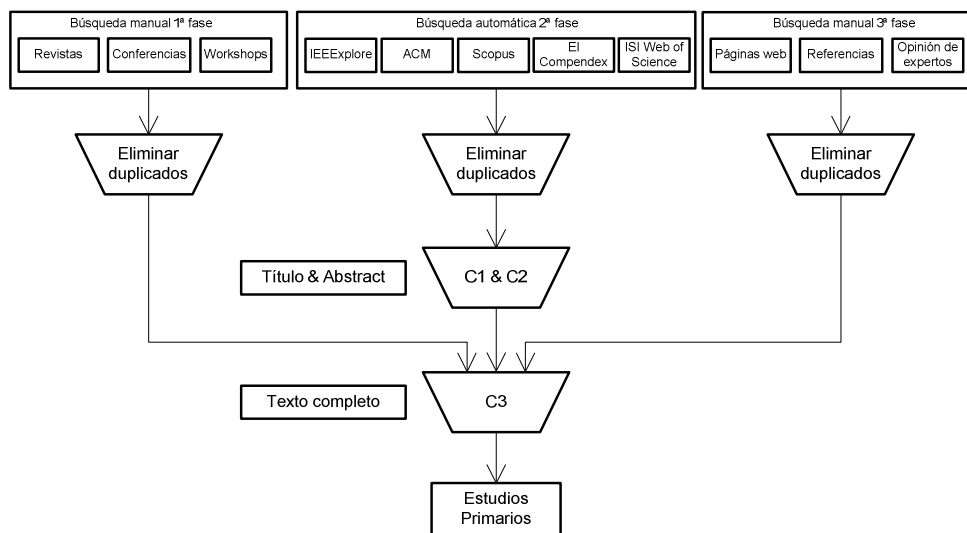 Búsqueda manual 1ª fase
Revistas
Conferencias
Workshops
Búsqueda automática 2ª fase
IEEExplore
ACM
Scopus
EI
Compendex
ISI Web of
Science
Búsqueda manual 3ª fase
Páginas web
Referencias
Opinión de
expertos
Eliminar
duplicados
Eliminar
duplicados
Eliminar
duplicados
Título & Abstract
C1 & C2
Texto completo
C3
Estudios
Primarios